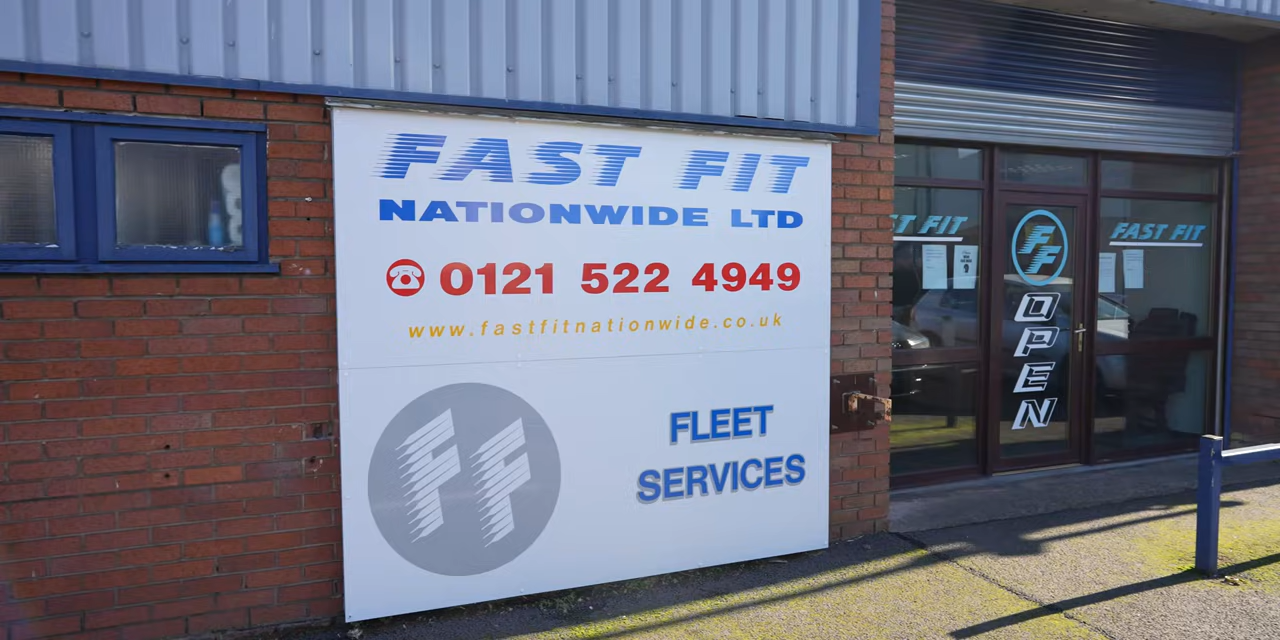 FAST FIT
NATIONWIDE LTD
0121 522 4949
www.fastfitnationwide.co.uk
FF
FLEET
SERVICES
ST FIT
FF
OPEN
FAST FIT